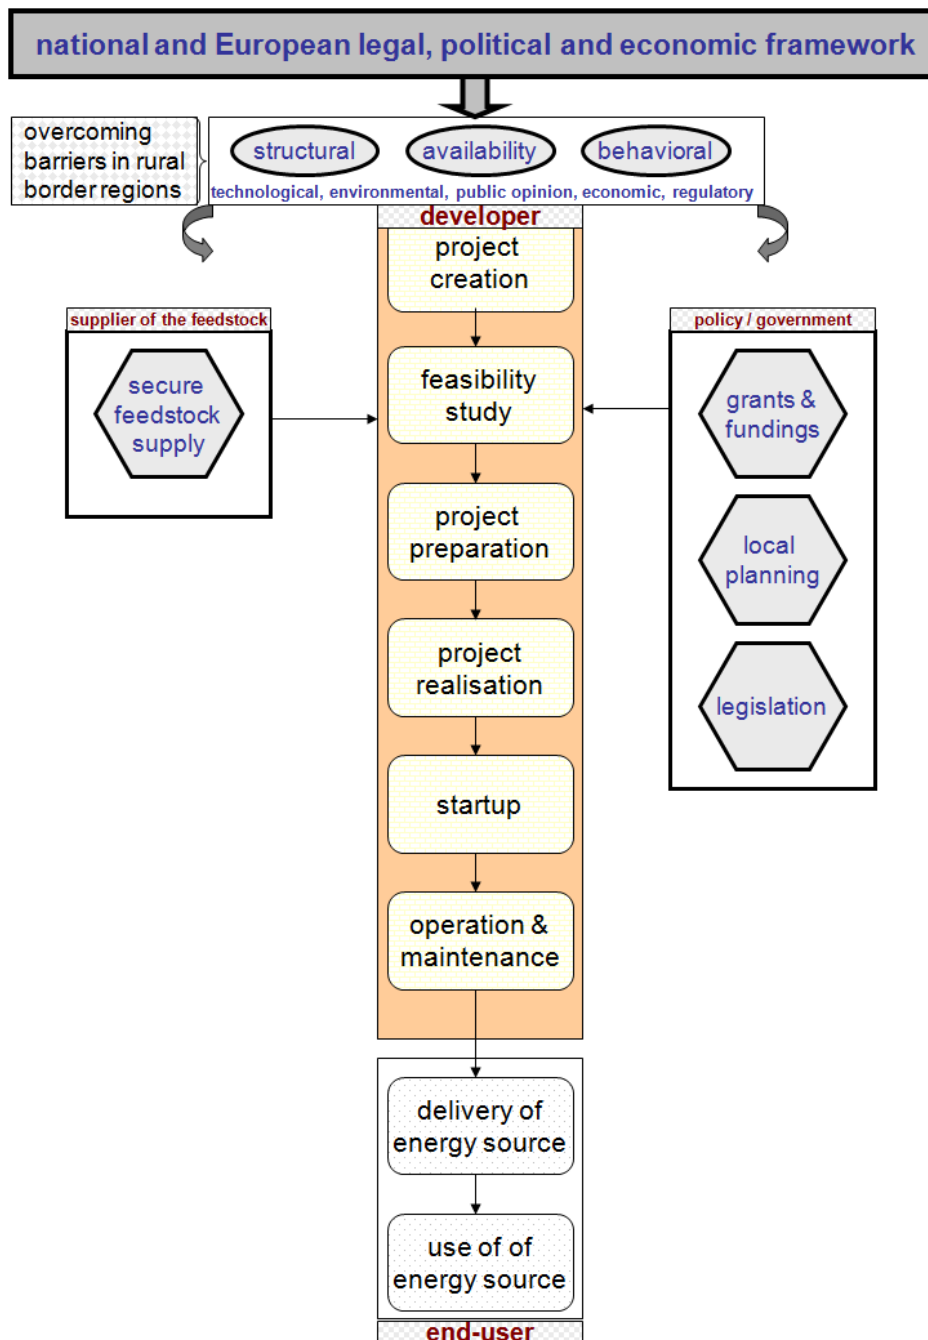 national and European legal, political and economic framework
overcoming
barriers in rural
border regions
structural
availability
behavioral
technological, environmental, public opinion, economic, regulatory
developer
project
creation
supplier of the feedstock
secure
feedstock
supply
feasibility
study
policy / government
grants &
fundings
local
planning
legislation
project
preparation
project
realisation
startup
operation &
maintenance
delivery of
energy source
use of of
energy source
end-user